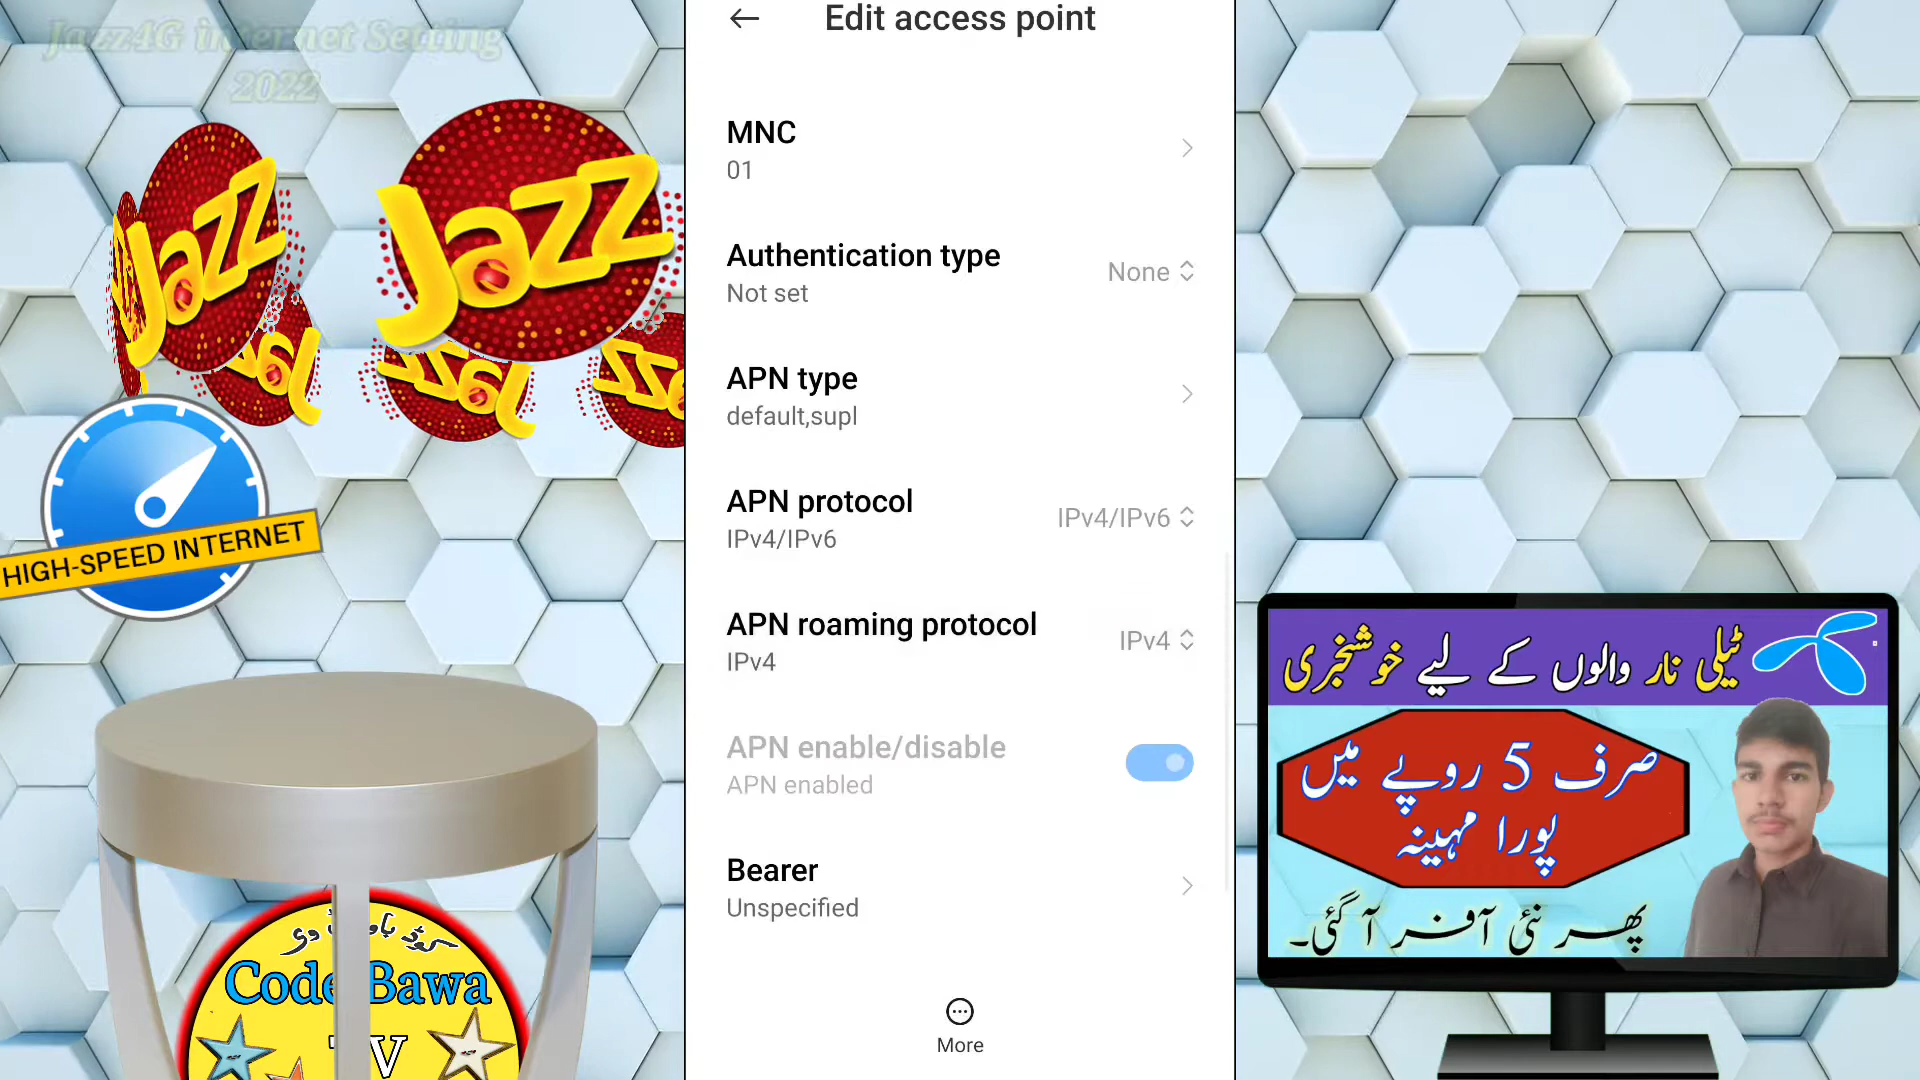 Jazz4G internet Setting
2022
Jazz
Jazz
HIGH-SPEED INTERNET
Code Bawa
TV
Edit access point
MNC
01
Authentication type
Not set
None
APN type
default,supl
APN protocol
IPv4/IPv6
IPv4/IPv6
APN roaming protocol
IPv4
IPv4
APN enable/disable
APN enabled
Bearer
Unspecified
More
ٹیلی نار والوں کے لیے خوشخبری
صرف 5 روپے میں
پورا مہینہ
پھر نئی آفر آ گئی۔